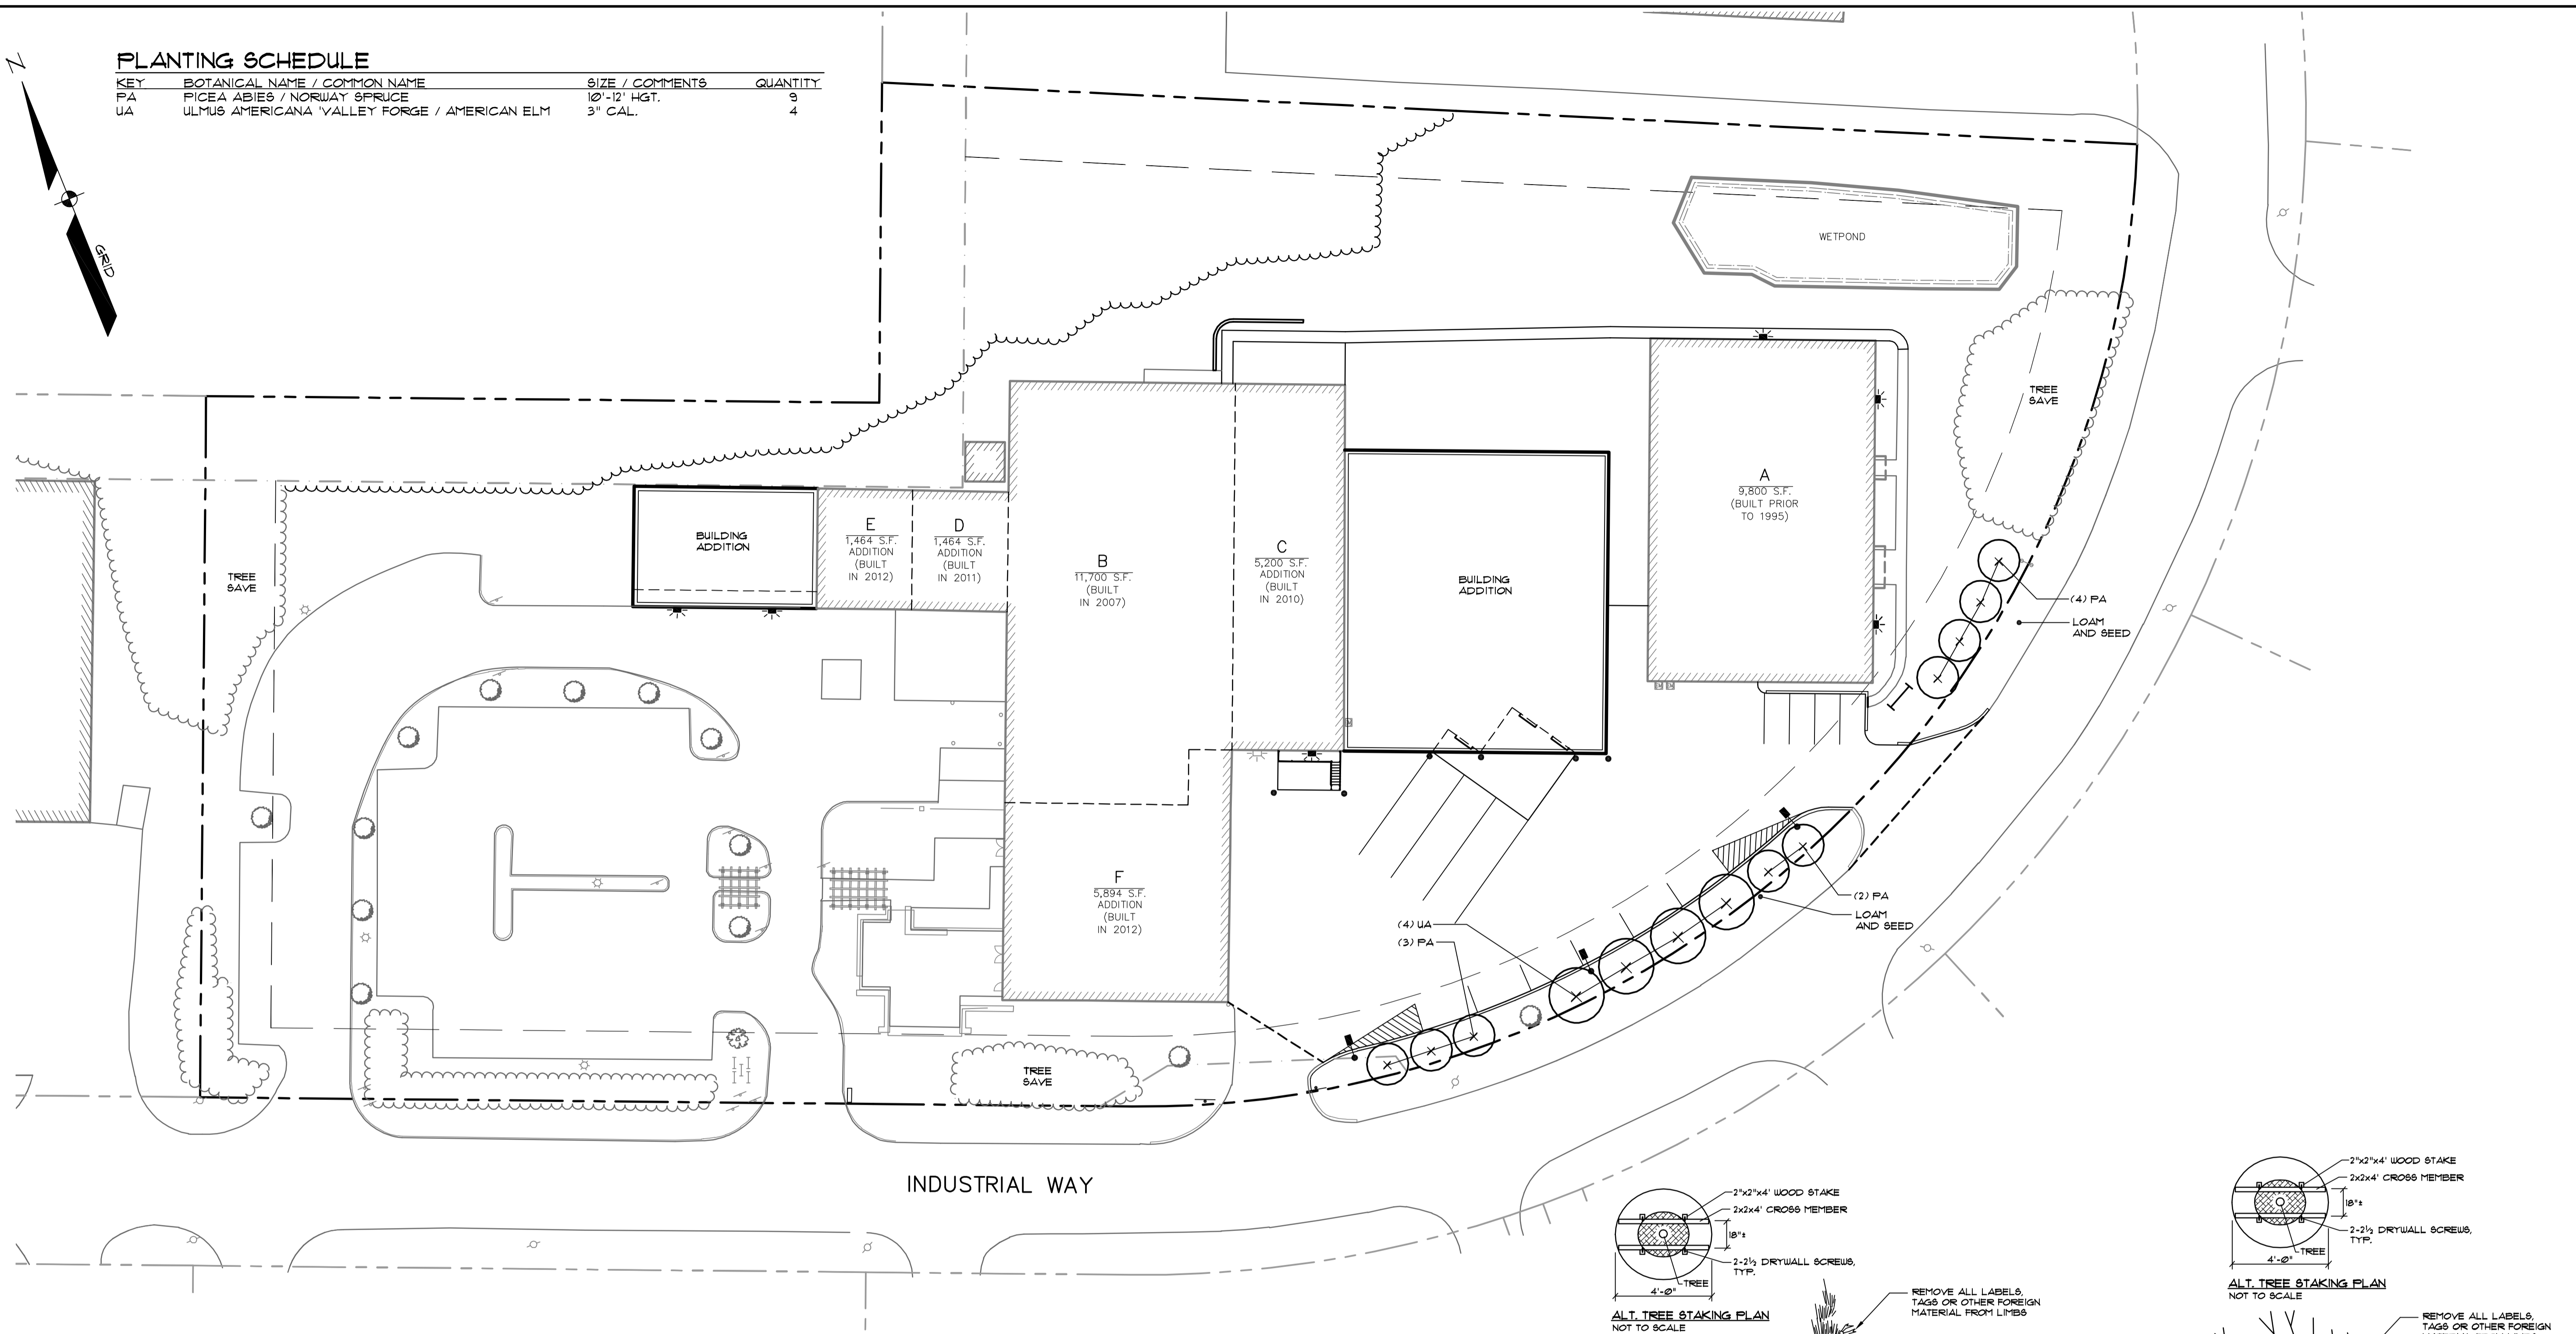 PLANTING SCHEDULE
KEY BOTANICAL NAME / COMMON NAME SIZE / COMMENTS QUANTITY
PA PICEA ABIES / NORWAY SPRUCE 10'-12' HGT. 9
UA ULMUS AMERICANA 'VALLEY FORGE / AMERICAN ELM 3" CAL. 4
N
GRID
WETPOND
TREE
SAVE
A
9,800 S.F.
(BUILT PRIOR
TO 1995)
BUILDING
ADDITION
E
1,464 S.F.
ADDITION
(BUILT
IN 2012)
D
1,464 S.F.
ADDITION
(BUILT
IN 2011)
B
11,700 S.F.
(BUILT
IN 2007)
C
5,200 S.F.
ADDITION
(BUILT
IN 2010)
BUILDING
ADDITION
TREE
SAVE
(4) PA
LOAM
AND SEED
F
5,894 S.F.
ADDITION
(BUILT
IN 2012)
(2) PA
LOAM
AND SEED
(4) UA
(3) PA
TREE
SAVE
INDUSTRIAL WAY
2"x2"x4' WOOD STAKE
2x2x4' CROSS MEMBER
18"±
2-2½ DRYWALL SCREWS,
TYP.
TREE
4'-0"
ALT. TREE STAKING PLAN
NOT TO SCALE
REMOVE ALL LABELS,
TAGS OR OTHER FOREIGN
MATERIAL FROM LIMBS
2"x2"x4' WOOD STAKE
2x2x4' CROSS MEMBER
18"±
2-2½ DRYWALL SCREWS,
TYP.
TREE
4'-0"
ALT. TREE STAKING PLAN
NOT TO SCALE
REMOVE ALL LABELS,
TAGS OR OTHER FOREIGN